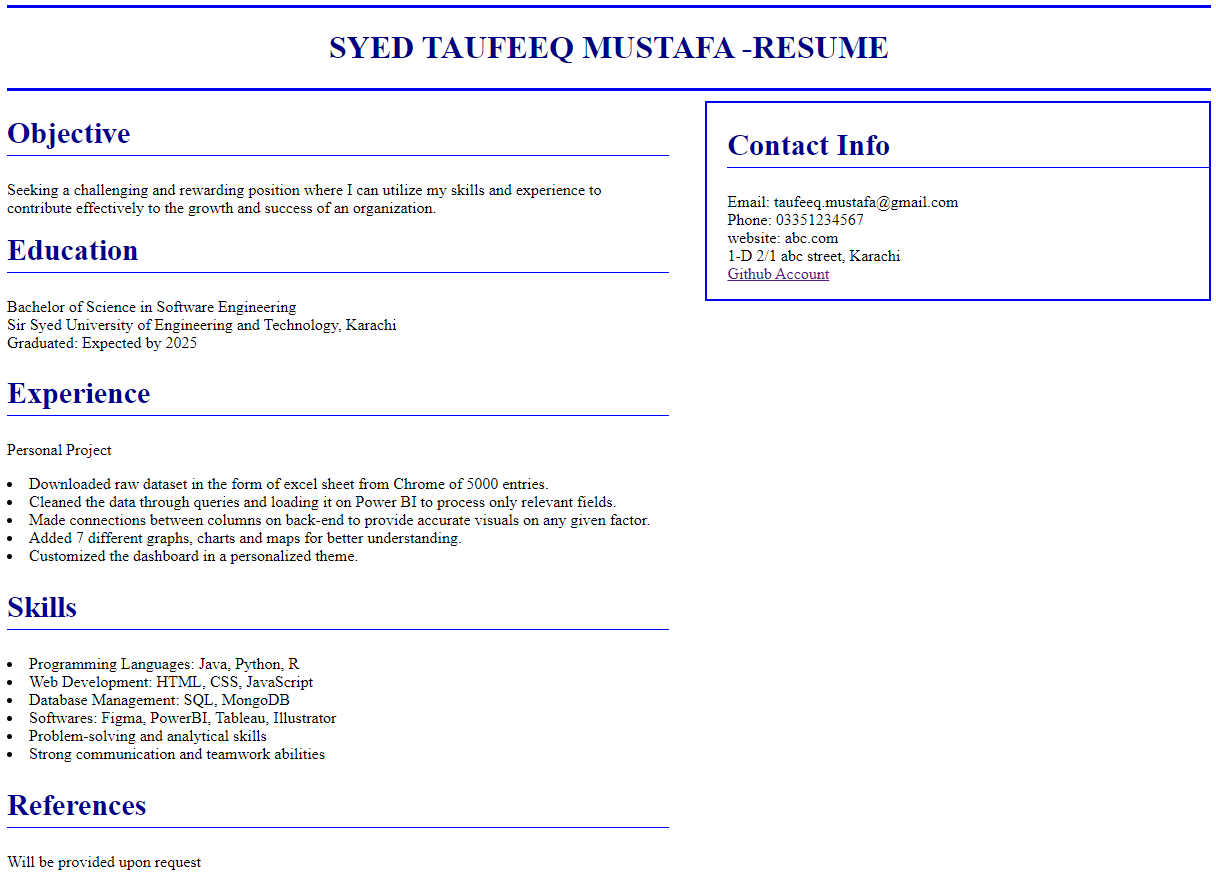 SYED TAUFEEQ MUSTAFA -RESUME
Objective
Seeking a challenging and rewarding position where I can utilize my skills and experience to
contribute effectively to the growth and success of an organization.
Education
Bachelor of Science in Software Engineering
Sir Syed University of Engineering and Technology, Karachi
Graduated: Expected by 2025
Experience
Personal Project
• Downloaded raw dataset in the form of excel sheet from Chrome of 5000 entries.
• Cleaned the data through queries and loading it on Power BI to process only relevant fields.
• Made connections between columns on back-end to provide accurate visuals on any given factor.
• Added 7 different graphs, charts and maps for better understanding.
• Customized the dashboard in a personalized theme.
Skills
• Programming Languages: Java, Python, R
• Web Development: HTML, CSS, JavaScript
• Database Management: SQL, MongoDB
• Softwares: Figma, PowerBI, Tableau, Illustrator
• Problem-solving and analytical skills
• Strong communication and teamwork abilities
References
Will be provided upon request
Contact Info
Email: taufeeq.mustafa@gmail.com
Phone: 03351234567
website: abc.com
1-D 2/1 abc street, Karachi
Github Account